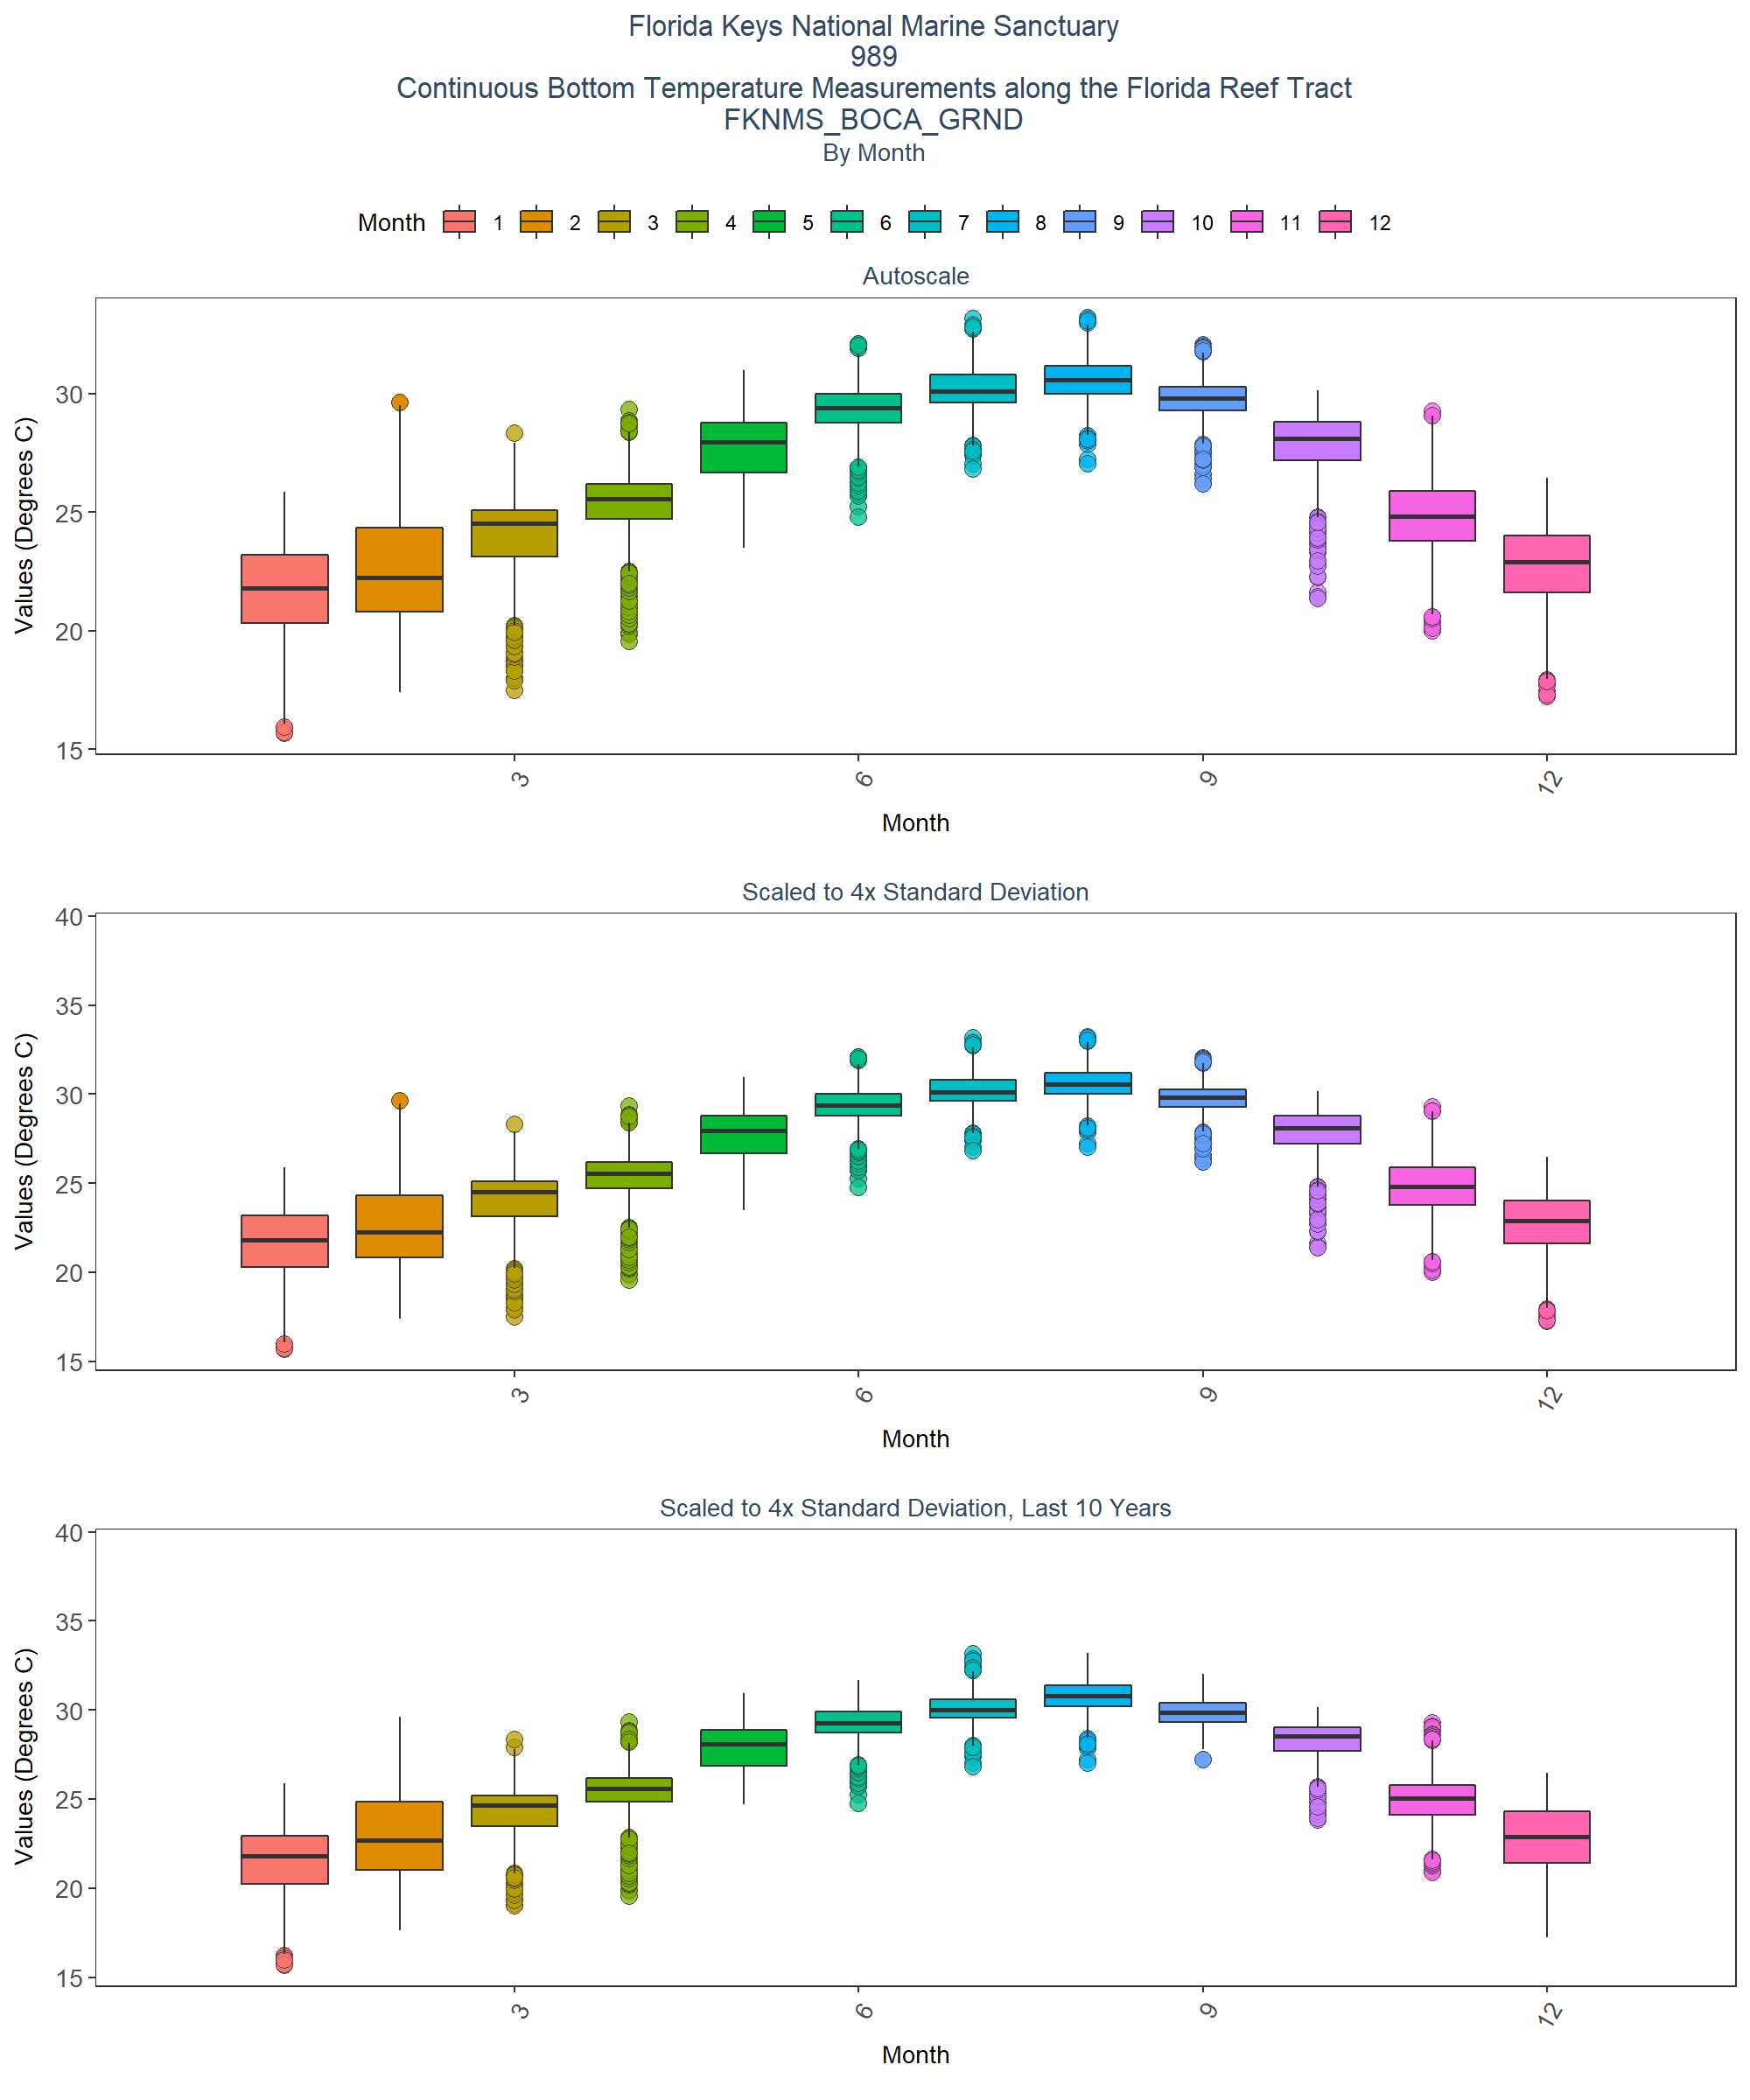 Florida Keys National Marine Sanctuary
989
Continuous Bottom Temperature Measurements along the Florida Reef Tract
FKNMS_BOCA_GRND
By Month
Month 1 2 3 4 5 6 7 8 9 10 11 12
Autoscale
Values (Degrees C)
30
25
20
15
3 6 9 12
Month
Scaled to 4x Standard Deviation
Values (Degrees C)
40
35
30
25
20
15
3 6 9 12
Month
Scaled to 4x Standard Deviation, Last 10 Years
Values (Degrees C)
40
35
30
25
20
15
3 6 9 12
Month